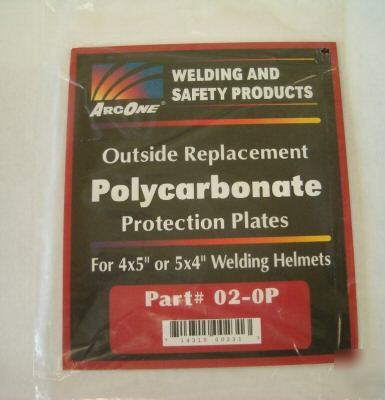 ArcOne®
WELDING AND
SAFETY PRODUCTS
Outside Replacement
Polycarbonate
Protection Plates
For 4x5" or 5x4" Welding Helmets
Part# 02-0P